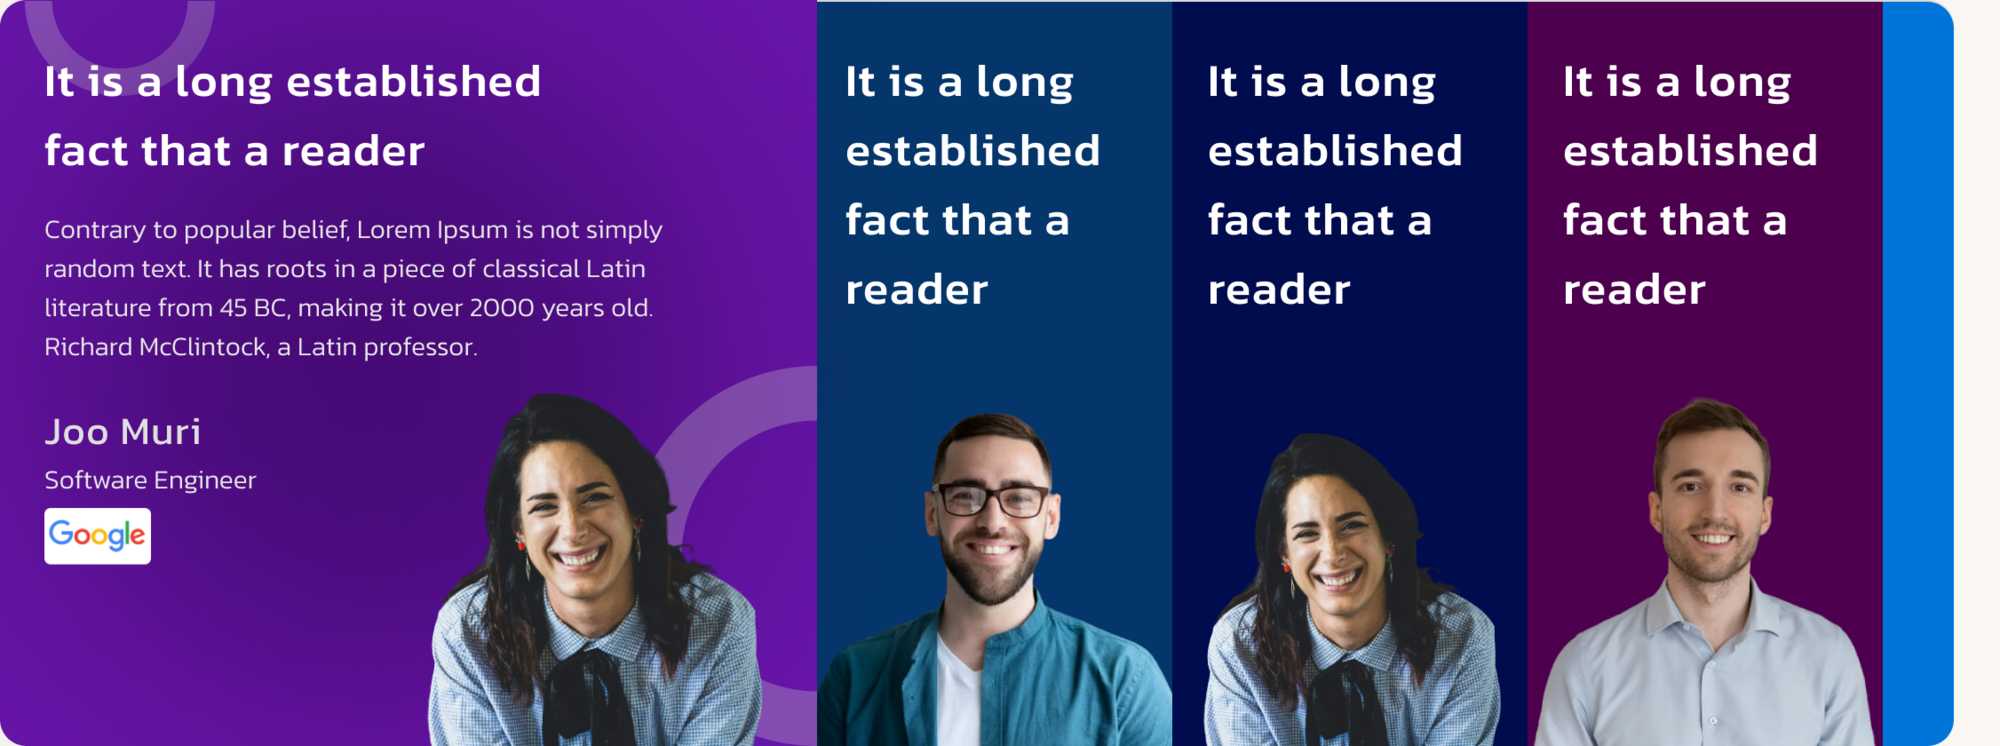 It is a long established
fact that a reader
Contrary to popular belief, Lorem Ipsum is not simply
random text. It has roots in a piece of classical Latin
literature from 45 BC, making it over 2000 years old.
Richard McClintock, a Latin professor.
Joo Muri
Software Engineer
Google
It is a long
established
fact that a
reader
It is a long
established
fact that a
reader
It is a long
established
fact that a
reader